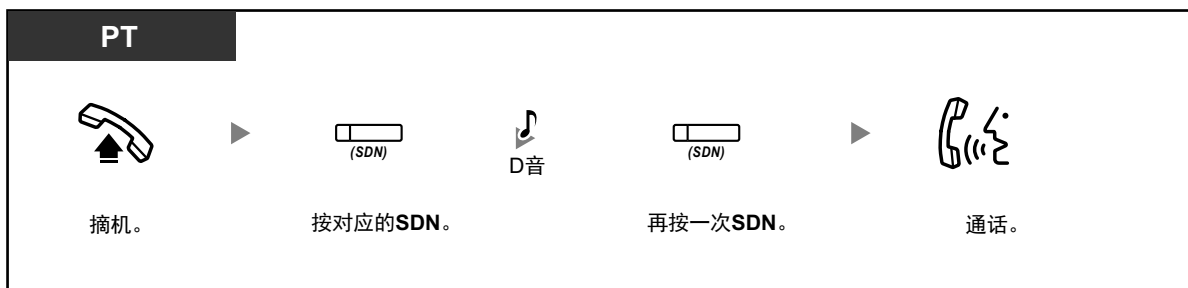 PT
(SDN)
D音
(SDN)
摘机。
按对应的SDN。
再按一次SDN。
通话。